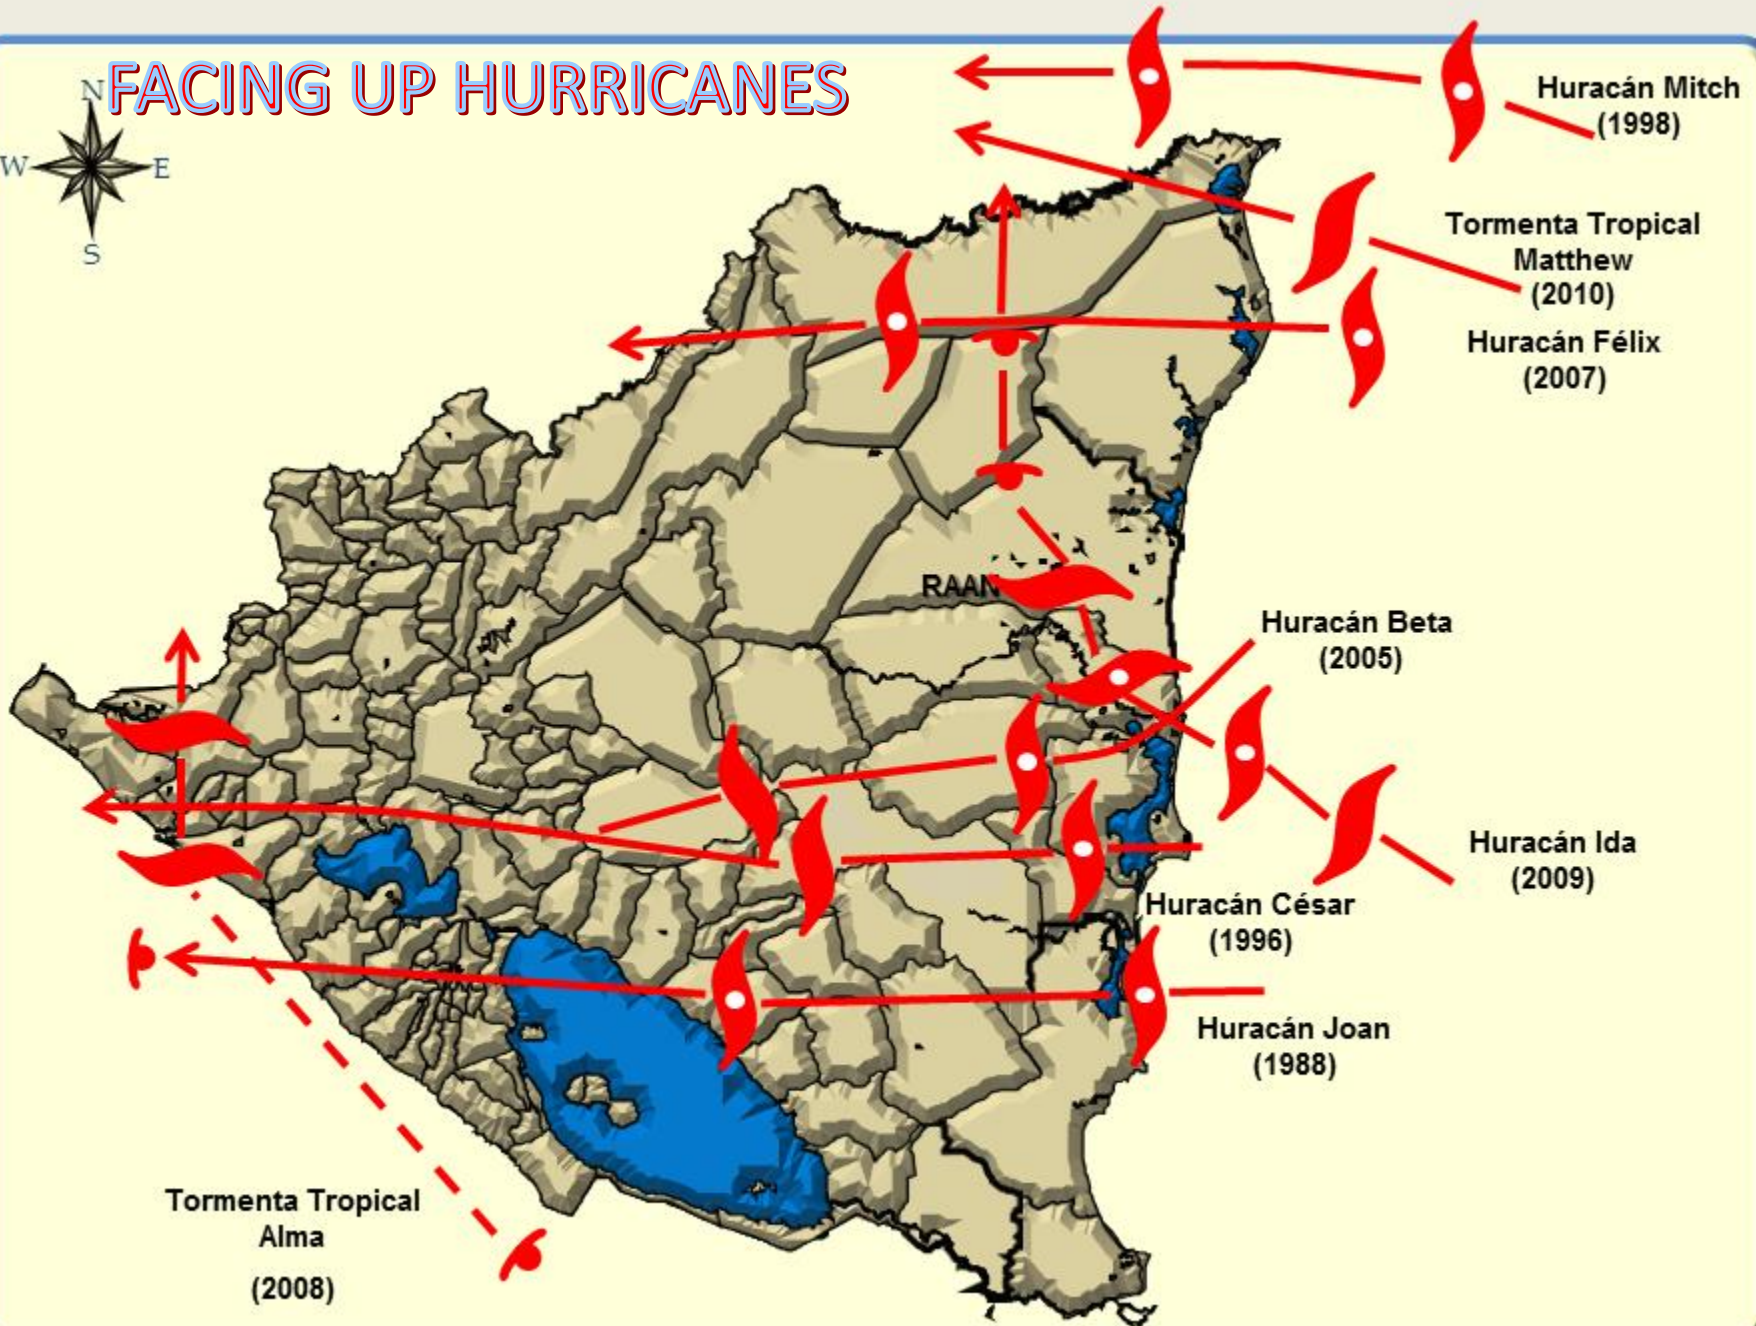 FACING UP HURRICANES
N
W
E
S
Huracán Mitch
(1998)
Tormenta Tropical
Matthew
(2010)
Huracán Félix
(2007)
RAAN
Huracán Beta
(2005)
Huracán Ida
(2009)
Huracán César
(1996)
Huracán Joan
(1988)
Tormenta Tropical
Alma
(2008)